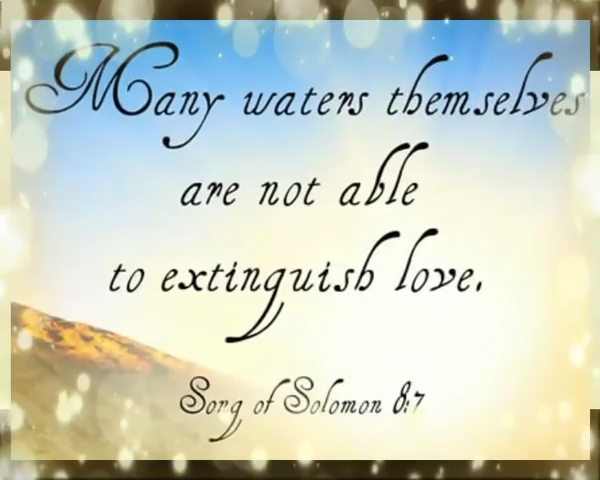 Many waters themselves
are not able
to extinguish love.
Song of Solomon 8:7